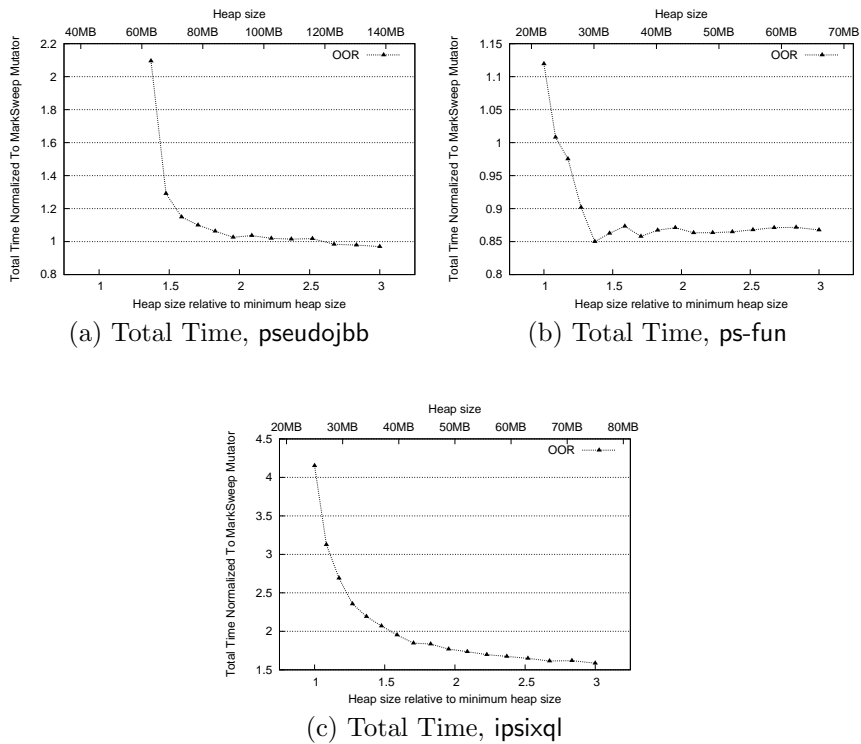 Heap size
40MB 60MB 80MB 100MB 120MB 140MB
2.2
2
1.8
1.6
1.4
1.2
1
0.8
Total Time Normalized To MarkSweep Mutator
OOR
1 1.5 2 2.5 3
Heap size relative to minimum heap size
(a) Total Time, pseudojbb
Heap size
20MB 30MB 40MB 50MB 60MB 70MB
1.15
1.1
1.05
1
0.95
0.9
0.85
0.8
Total Time Normalized To MarkSweep Mutator
OOR
1 1.5 2 2.5 3
Heap size relative to minimum heap size
(b) Total Time, ps-fun
Heap size
20MB 30MB 40MB 50MB 60MB 70MB 80MB
4.5
4
3.5
3
2.5
2
1.5
Total Time Normalized To MarkSweep Mutator
OOR
1 1.5 2 2.5 3
Heap size relative to minimum heap size
(c) Total Time, ipsixql